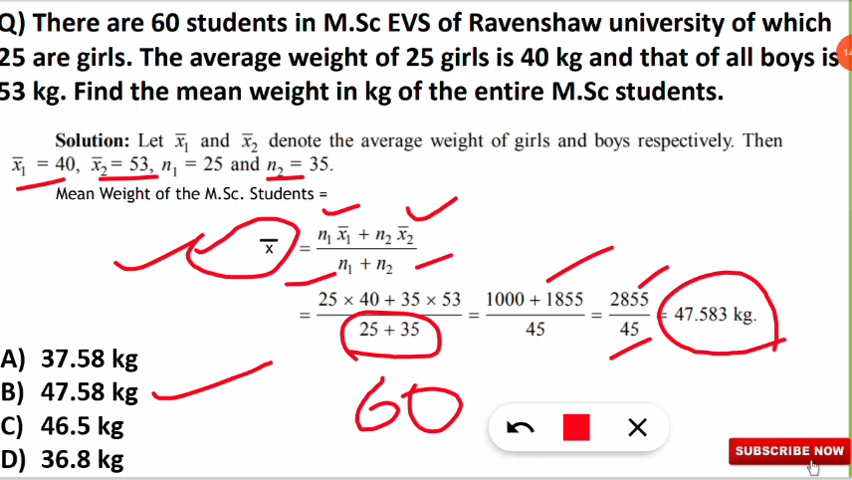 Q) There are 60 students in M.Sc EVS of Ravenshaw university of which
25 are girls. The average weight of 25 girls is 40 kg and that of all boys is
53 kg. Find the mean weight in kg of the entire M.Sc students.
Solution: Let x̄₁ and x̄₂ denote the average weight of girls and boys respectively. Then
x̄₁ = 40, x̄₂ = 53, n₁ = 25 and n₂ = 35.
Mean Weight of the M.Sc. Students =
x̄ = (n₁ x̄₁ + n₂ x̄₂) / (n₁ + n₂)
= (25 × 40 + 35 × 53) / (25 + 35) = (1000 + 1855) / 45 = 2855 / 45 = 47.583 kg.
60
A) 37.58 kg
B) 47.58 kg
C) 46.5 kg
D) 36.8 kg
SUBSCRIBE NOW
14